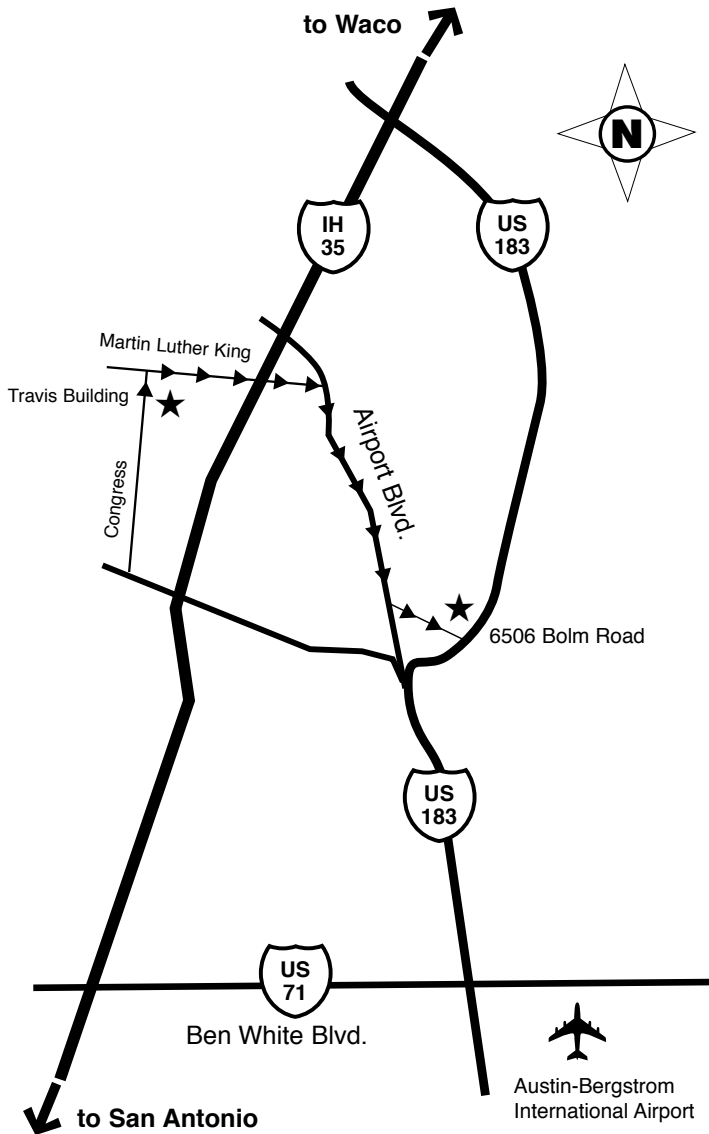 to Waco
N
IH
35
US
183
Martin Luther King
Travis Building
Airport Blvd.
Congress
6506 Bolm Road
US
183
US
71
Ben White Blvd.
Austin-Bergstrom
International Airport
to San Antonio